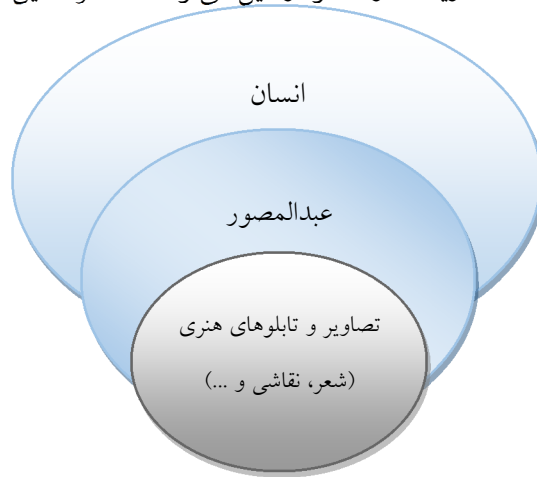 انسان
عبدالمصور
تصاویر و تابلوهای هنری
(شعر، نقاشی و ...)